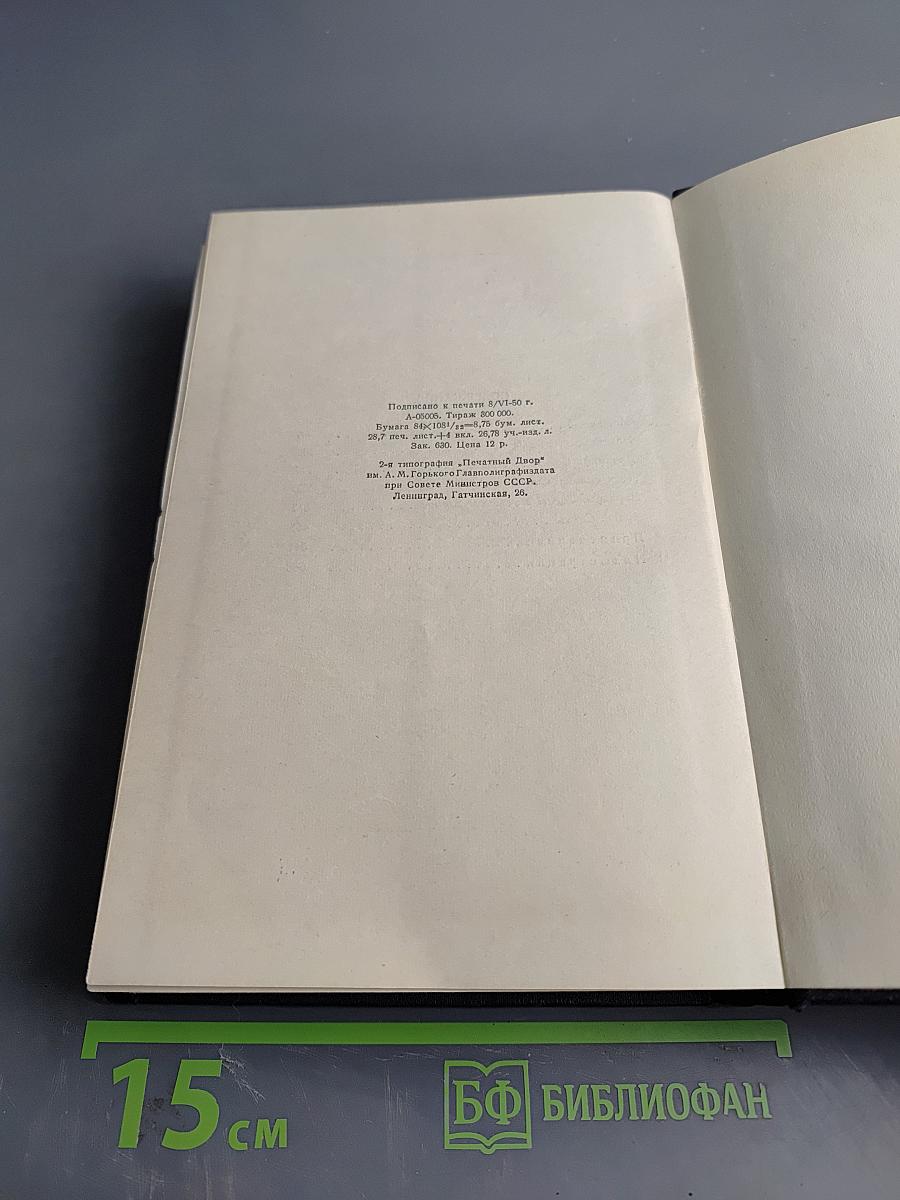 Подписано к печати 8/VI-50 г.
А-05005. Тираж 300 000.
Бумага 84×108¹/₃₂=8,75 бум. лист.
28,7 печ. лист.+4 вкл. 26,78 уч.-изд. л.
Зак. 630. Цена 12 р.
2-я типография „Печатный Двор"
им. А. М. Горького Главполиграфиздата
при Совете Министров СССР.
Ленинград, Гатчинская, 26.
15 см
БФ БИБЛИОФАН